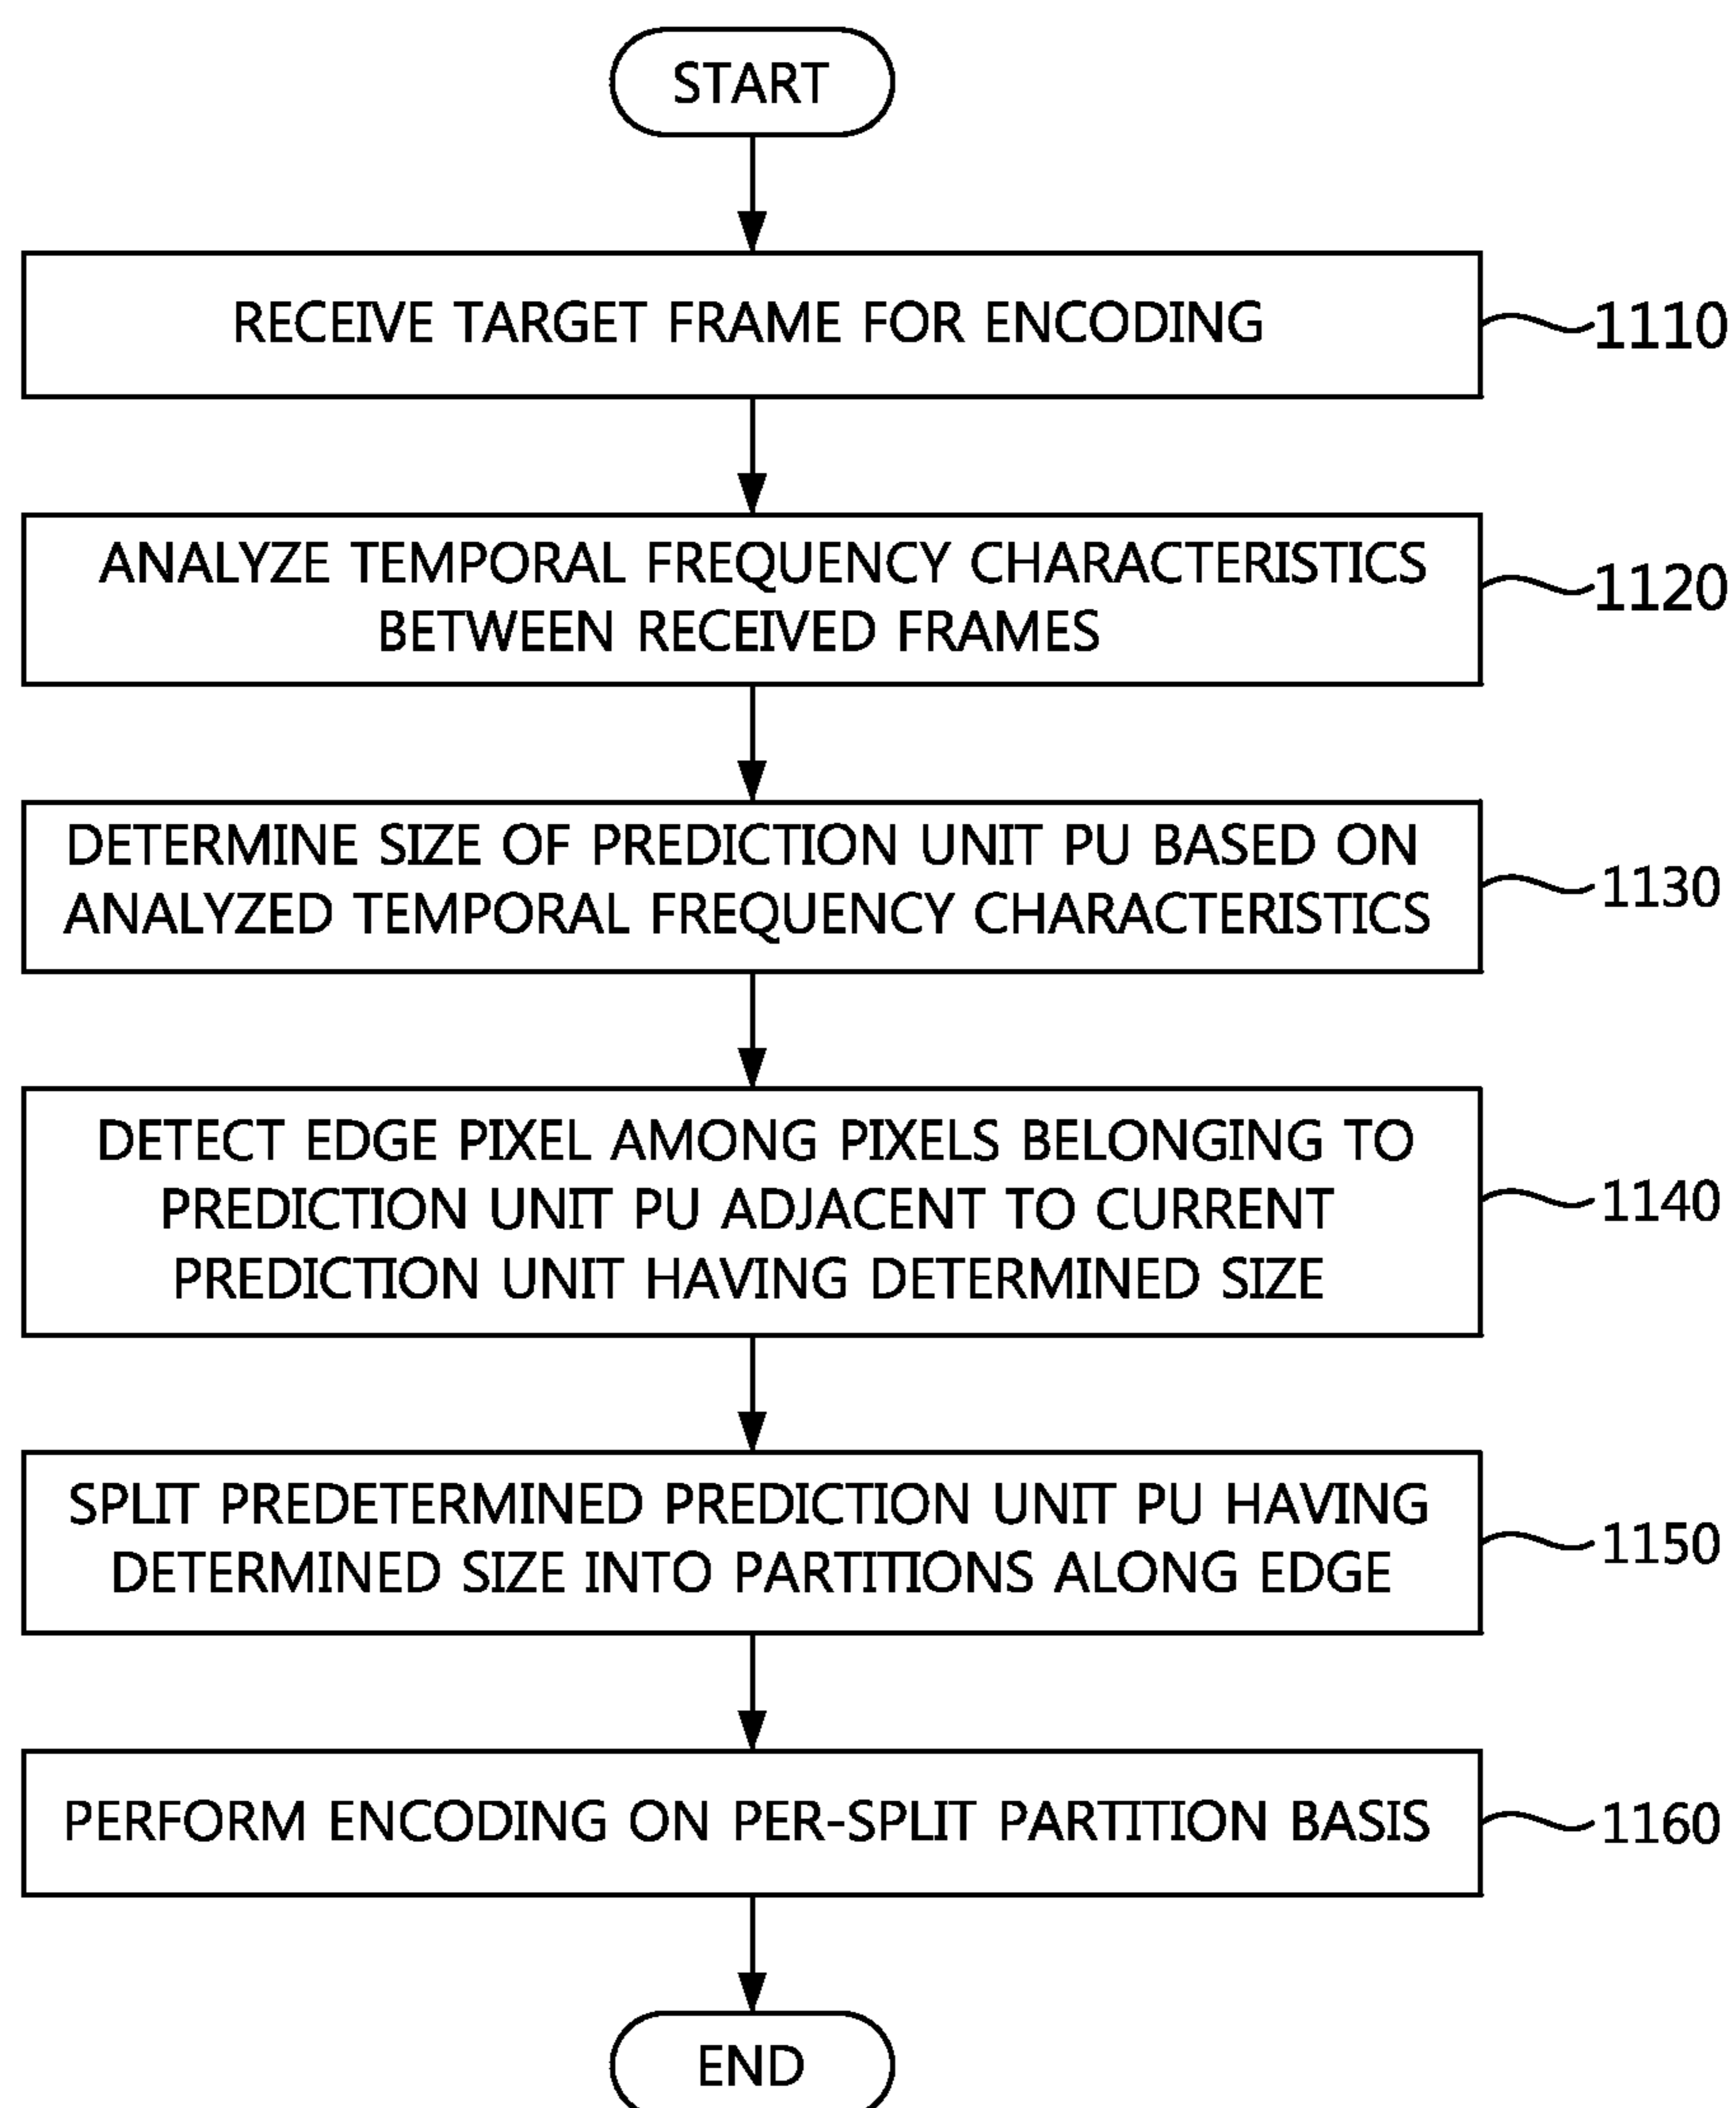 START
RECEIVE TARGET FRAME FOR ENCODING
1110
ANALYZE TEMPORAL FREQUENCY CHARACTERISTICS
BETWEEN RECEIVED FRAMES
1120
DETERMINE SIZE OF PREDICTION UNIT PU BASED ON
ANALYZED TEMPORAL FREQUENCY CHARACTERISTICS
1130
DETECT EDGE PIXEL AMONG PIXELS BELONGING TO
PREDICTION UNIT PU ADJACENT TO CURRENT
PREDICTION UNIT HAVING DETERMINED SIZE
1140
SPLIT PREDETERMINED PREDICTION UNIT PU HAVING
DETERMINED SIZE INTO PARTITIONS ALONG EDGE
1150
PERFORM ENCODING ON PER-SPLIT PARTITION BASIS
1160
END